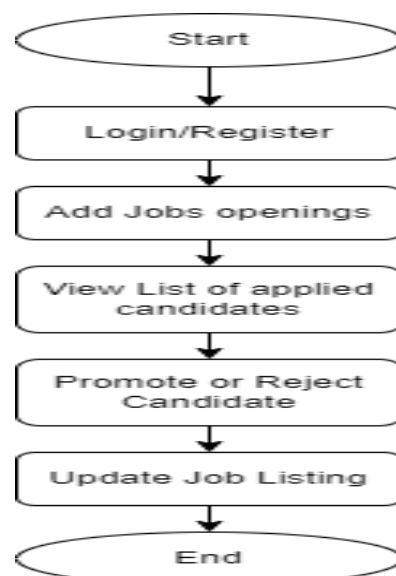 Start
Login/Register
Add Jobs openings
View List of applied
candidates
Promote or Reject
Candidate
Update Job Listing
End